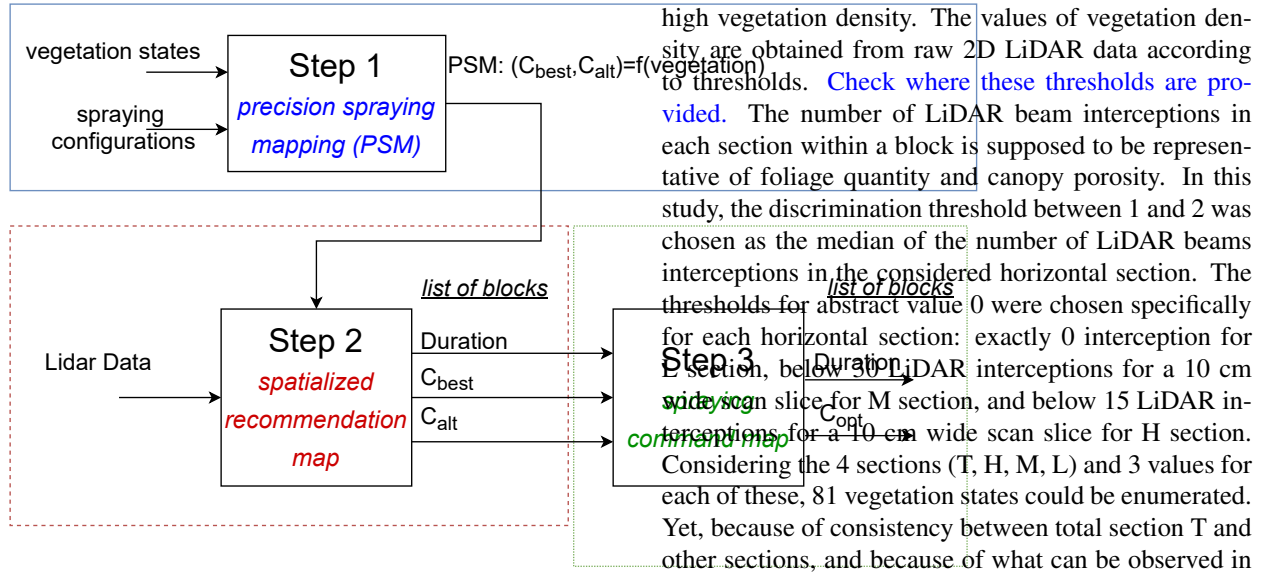 vegetation states
spraying
configurations
Step 1
precision spraying
mapping (PSM)
PSM: (C_best,C_alt)=f(vegetation)
Lidar Data
Step 2
spatialized
recommendation
map
list of blocks
Duration
C_best
C_alt
Step 3
spraying
command map
list of blocks
Duration
C_opt
high vegetation density. The values of vegetation den-
sity are obtained from raw 2D LiDAR data according
to thresholds. Check where these thresholds are pro-
vided. The number of LiDAR beam interceptions in
each section within a block is supposed to be represen-
tative of foliage quantity and canopy porosity. In this
study, the discrimination threshold between 1 and 2 was
chosen as the median of the number of LiDAR beams
interceptions in the considered horizontal section. The
thresholds for abstract value 0 were chosen specifically
for each horizontal section: exactly 0 interception for
L section, below 30 LiDAR interceptions for a 10 cm
wide scan slice for M section, and below 15 LiDAR in-
terceptions for a 10 cm wide scan slice for H section.
Considering the 4 sections (T, H, M, L) and 3 values for
each of these, 81 vegetation states could be enumerated.
Yet, because of consistency between total section T and
other sections, and because of what can be observed in